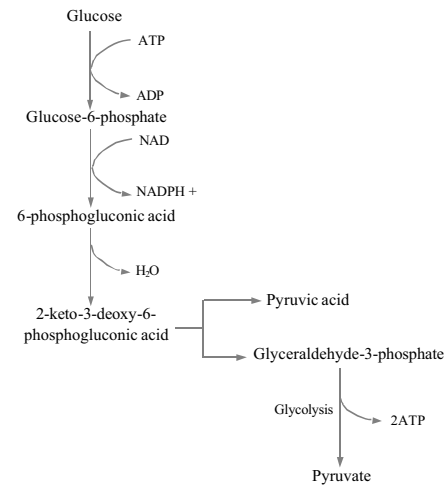 Glucose
ATP
ADP
Glucose-6-phosphate
NAD
NADPH +
6-phosphogluconic acid
H₂O
2-keto-3-deoxy-6-
phosphogluconic acid
Pyruvic acid
Glyceraldehyde-3-phosphate
Glycolysis
2ATP
Pyruvate